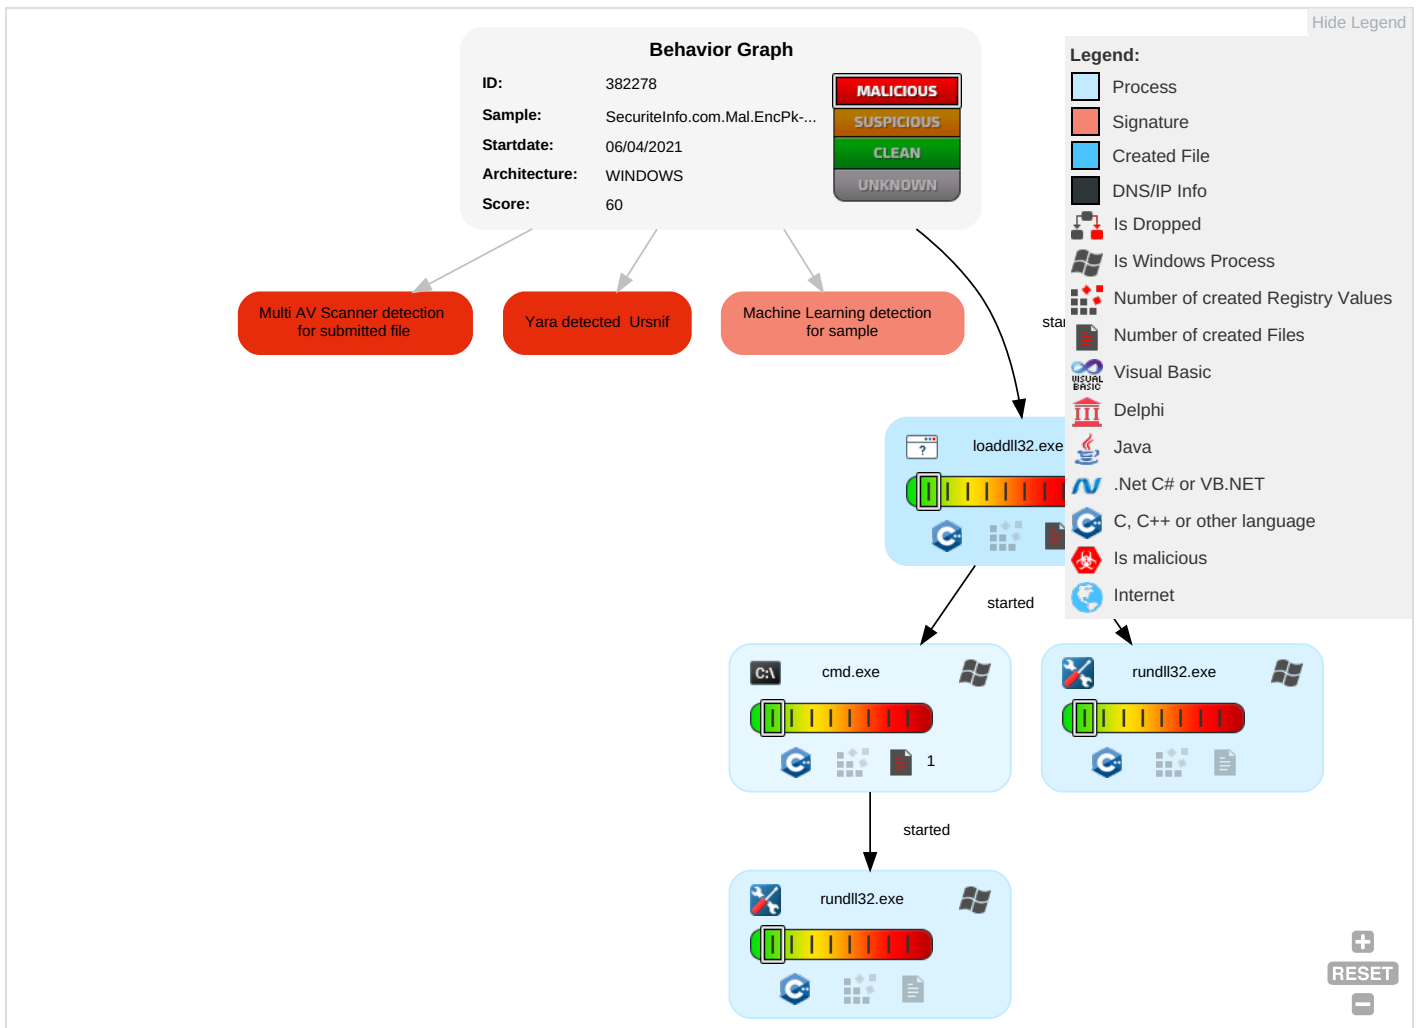 Hide Legend
Behavior Graph
ID: 382278
Sample: SecuriteInfo.com.Mal.EncPk-...
Startdate: 06/04/2021
Architecture: WINDOWS
Score: 60
MALICIOUS
SUSPICIOUS
CLEAN
UNKNOWN
Legend:
Process
Signature
Created File
DNS/IP Info
Is Dropped
Is Windows Process
Number of created Registry Values
Number of created Files
VISUAL BASIC
Visual Basic
Delphi
Java
.Net C# or VB.NET
C, C++ or other language
Is malicious
Internet
Multi AV Scanner detection
for submitted file
Yara detected  Ursnif
Machine Learning detection
for sample
?
loaddll32.exe
started
C:\
cmd.exe
1
rundll32.exe
started
rundll32.exe
RESET